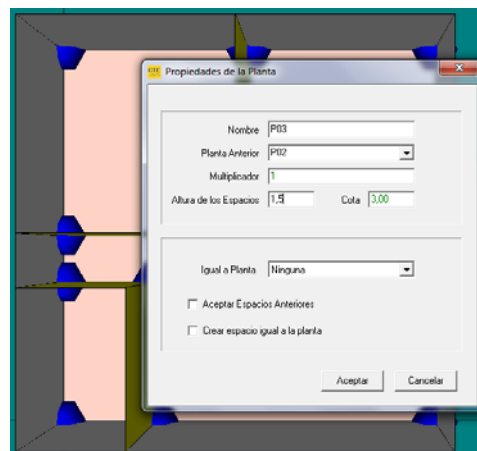 CTE
Propiedades de la Planta
Nombre P03
Planta Anterior P02
Multiplicador 1
Altura de los Espacios 1,5 Cota 3,00
Igual a Planta Ninguna
Aceptar Espacios Anteriores
Crear espacio igual a la planta
Aceptar Cancelar